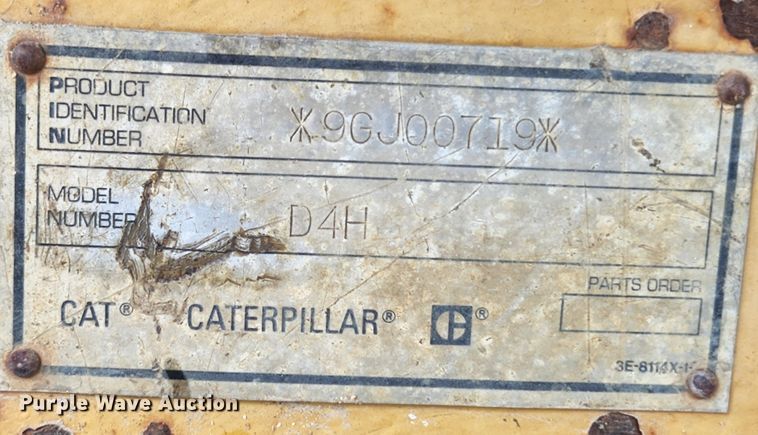 PRODUCT
IDENTIFICATION
NUMBER
*9GJ00719*
MODEL
NUMBER
D4H
PARTS ORDER
CAT® CATERPILLAR® ®
Purple Wave Auction